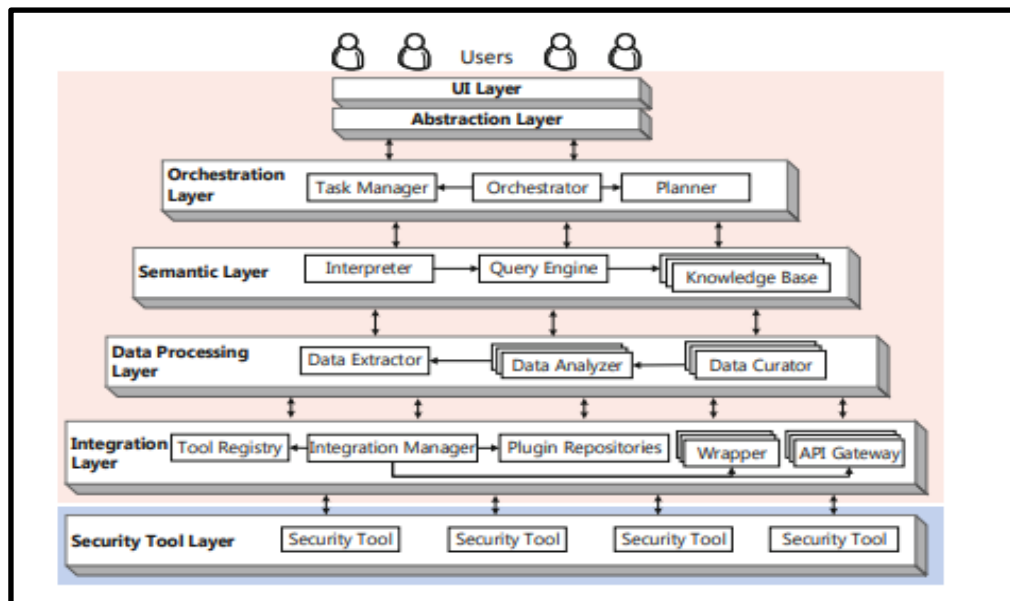 Users
UI Layer
Abstraction Layer
Orchestration
Layer
Task Manager
Orchestrator
Planner
Semantic Layer
Interpreter
Query Engine
Knowledge Base
Data Processing
Layer
Data Extractor
Data Analyzer
Data Curator
Integration
Layer
Tool Registry
Integration Manager
Plugin Repositories
Wrapper
API Gateway
Security Tool Layer
Security Tool
Security Tool
Security Tool
Security Tool